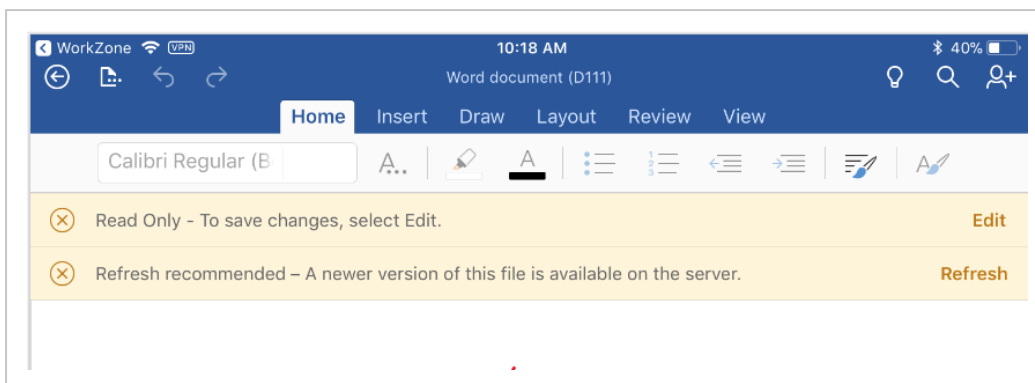 WorkZone VPN 10:18 AM 40%
Word document (D111)
Home Insert Draw Layout Review View
Calibri Regular (B A... A
Read Only - To save changes, select Edit. Edit
Refresh recommended – A newer version of this file is available on the server. Refresh